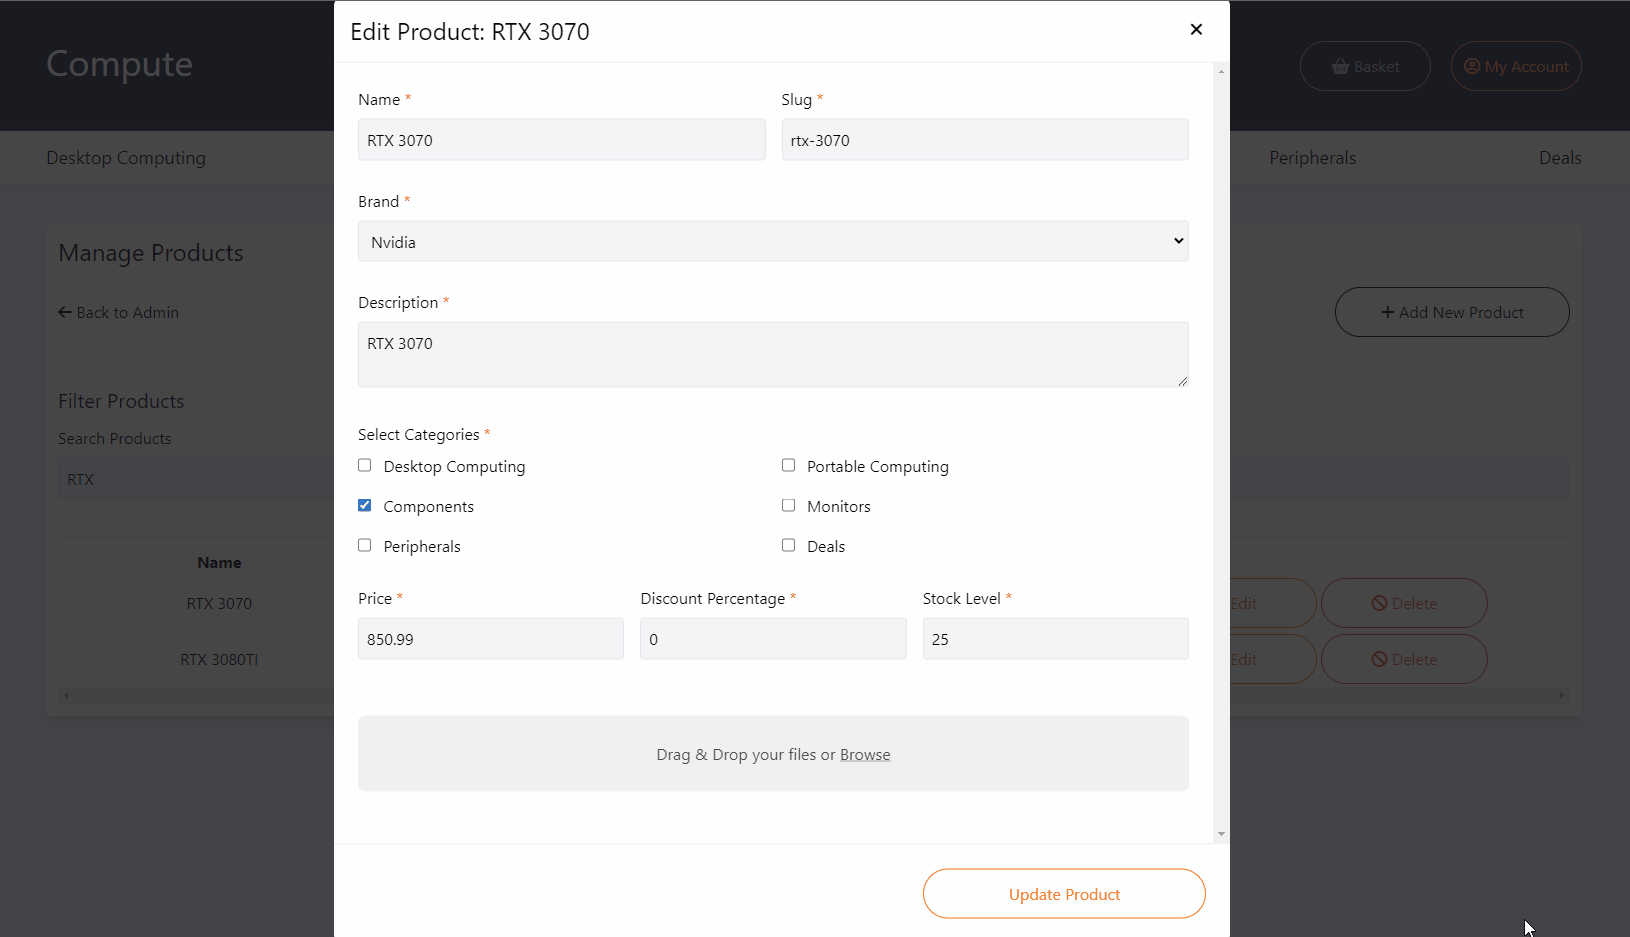 Edit Product: RTX 3070
Compute
Basket
My Account
Desktop Computing
Peripherals
Deals
Name *
Slug *
RTX 3070
rtx-3070
Brand *
Nvidia
Manage Products
Back to Admin
Add New Product
Description *
RTX 3070
Filter Products
Search Products
RTX
Select Categories *
Desktop Computing
Portable Computing
Components
Monitors
Peripherals
Deals
Name
RTX 3070
Edit
Delete
RTX 3080TI
Edit
Delete
Price *
Discount Percentage *
Stock Level *
850.99
0
25
Drag & Drop your files or Browse
Update Product